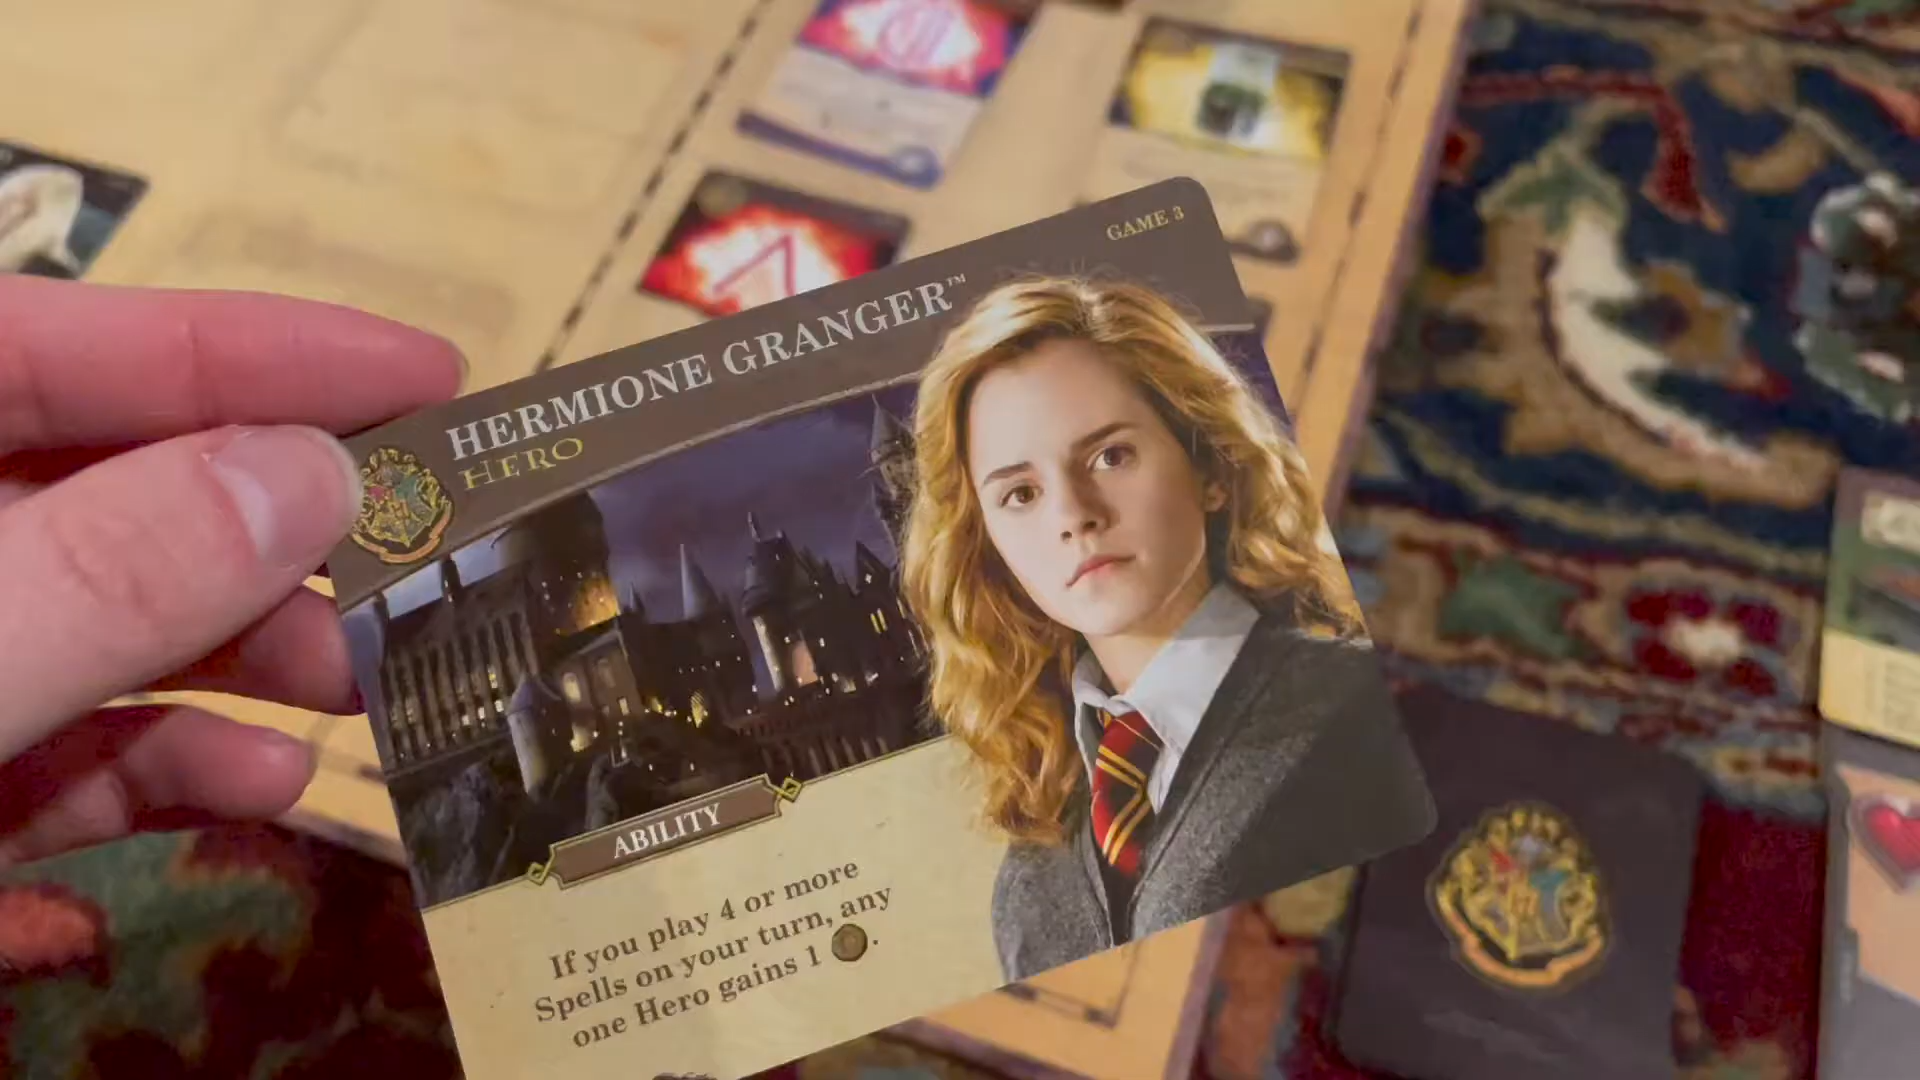 GAME 3
HERMIONE GRANGER™
HERO
ABILITY
If you play 4 or more
Spells on your turn, any
one Hero gains 1 .